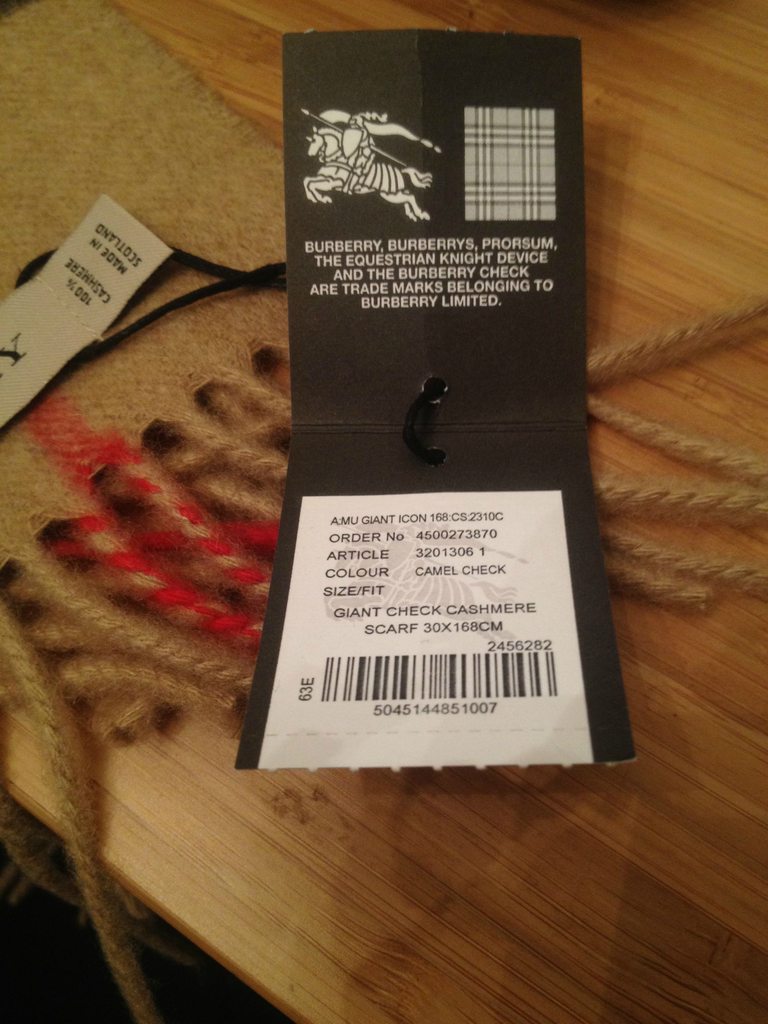 BURBERRY, BURBERRYS, PRORSUM,
THE EQUESTRIAN KNIGHT DEVICE
AND THE BURBERRY CHECK
ARE TRADE MARKS BELONGING TO
BURBERRY LIMITED.
A:MU GIANT ICON 168:CS:2310C
ORDER No 4500273870
ARTICLE 3201306 1
COLOUR CAMEL CHECK
SIZE/FIT
GIANT CHECK CASHMERE
SCARF 30X168CM
2456282
63E
5045144851007
100%
CASHMERE
MADE IN
SCOTLAND
Y